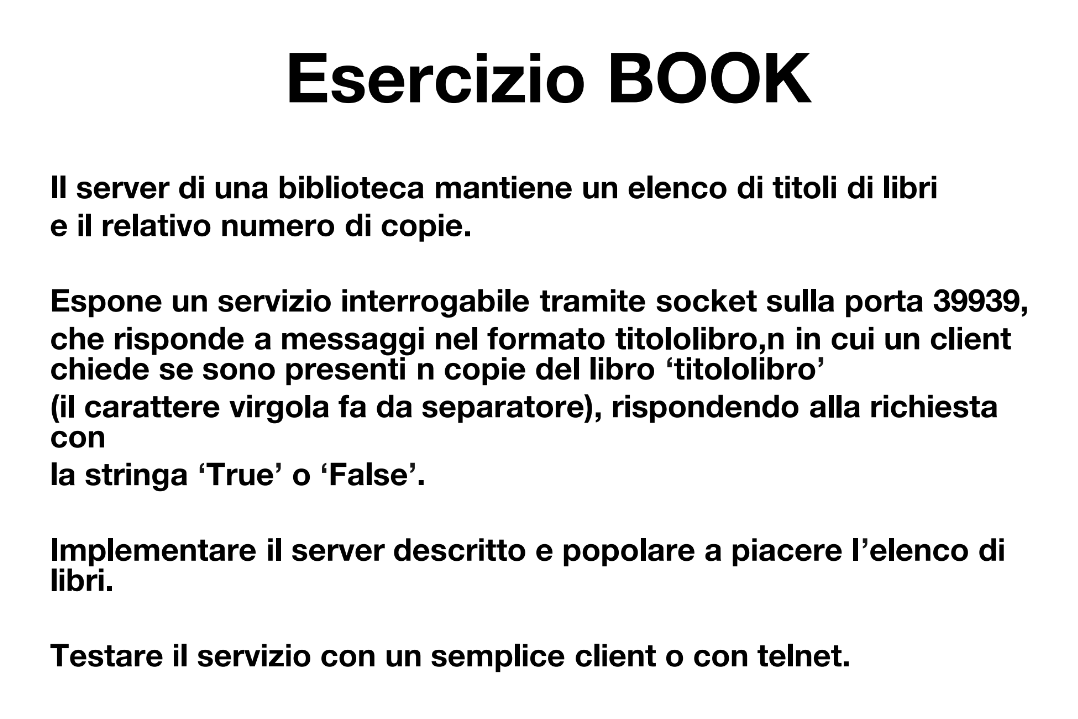 Esercizio BOOK
Il server di una biblioteca mantiene un elenco di titoli di libri
e il relativo numero di copie.
Espone un servizio interrogabile tramite socket sulla porta 39939,
che risponde a messaggi nel formato titololibro,n in cui un client
chiede se sono presenti n copie del libro ‘titololibro’
(il carattere virgola fa da separatore), rispondendo alla richiesta
con
la stringa ‘True’ o ‘False’.
Implementare il server descritto e popolare a piacere l’elenco di
libri.
Testare il servizio con un semplice client o con telnet.